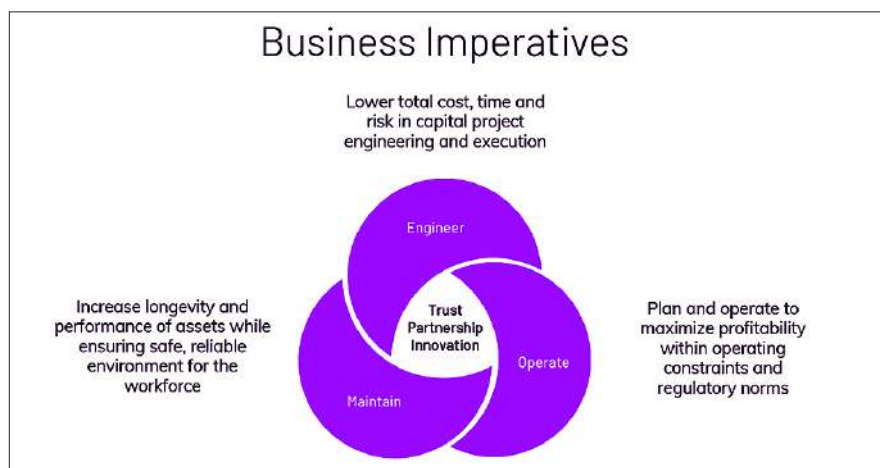 Business Imperatives
Lower total cost, time and
risk in capital project
engineering and execution
Engineer
Increase longevity and
performance of assets while
ensuring safe, reliable
environment for the
workforce
Trust
Partnership
Innovation
Plan and operate to
maximize profitability
within operating
constraints and
regulatory norms
Operate
Maintain